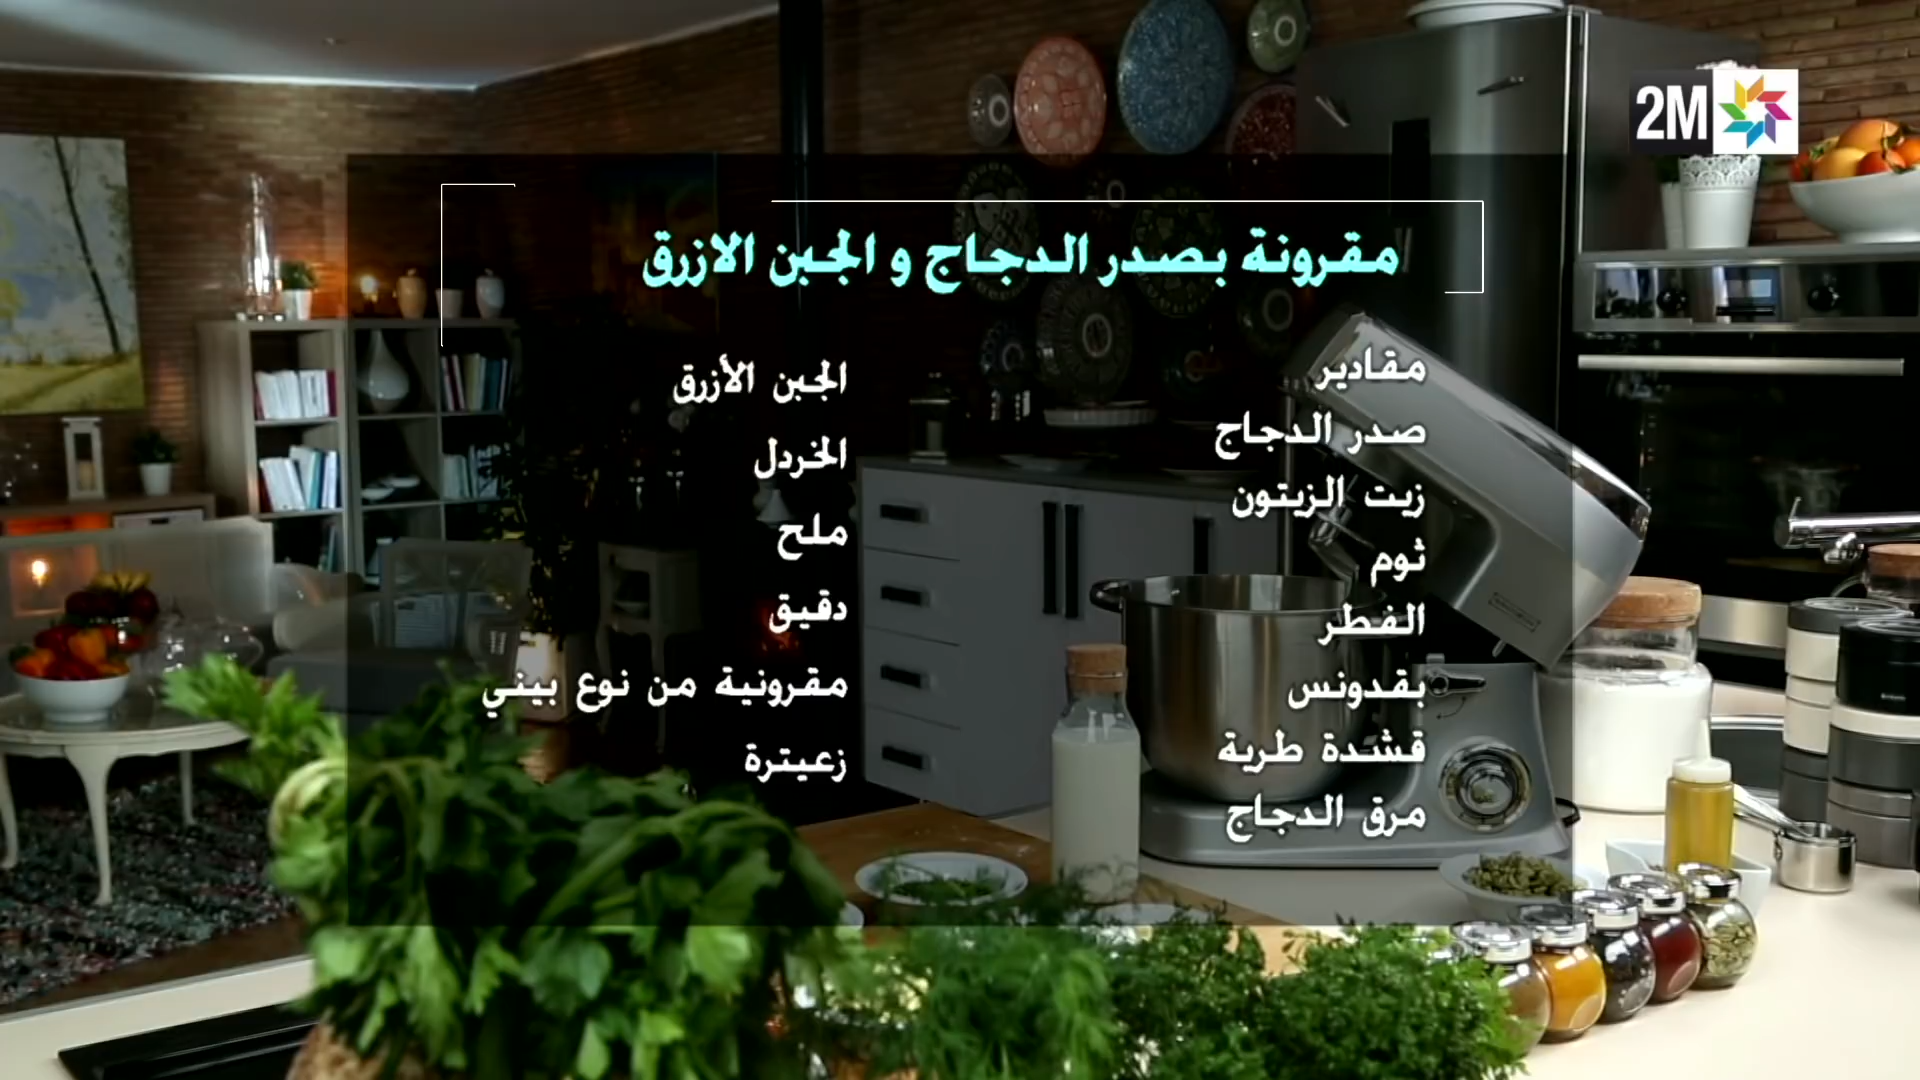 2M
مقرونة بصدر الدجاج و الجبن الازرق
مقادير
صدر الدجاج
زيت الزيتون
ثوم
الفطر
بقدونس
قشدة طرية
مرق الدجاج
الجبن الأزرق
الخردل
ملح
دقيق
مقرونية من نوع بيني
زعيترة